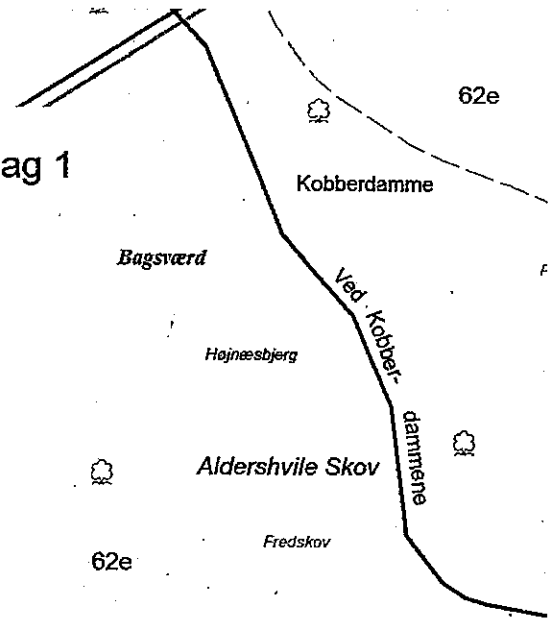 62e
ag 1
Kobberdamme
Bagsværd
Ved Kobber-
dammene
Højnæsbjerg
Aldershvile Skov
Fredskov
62e